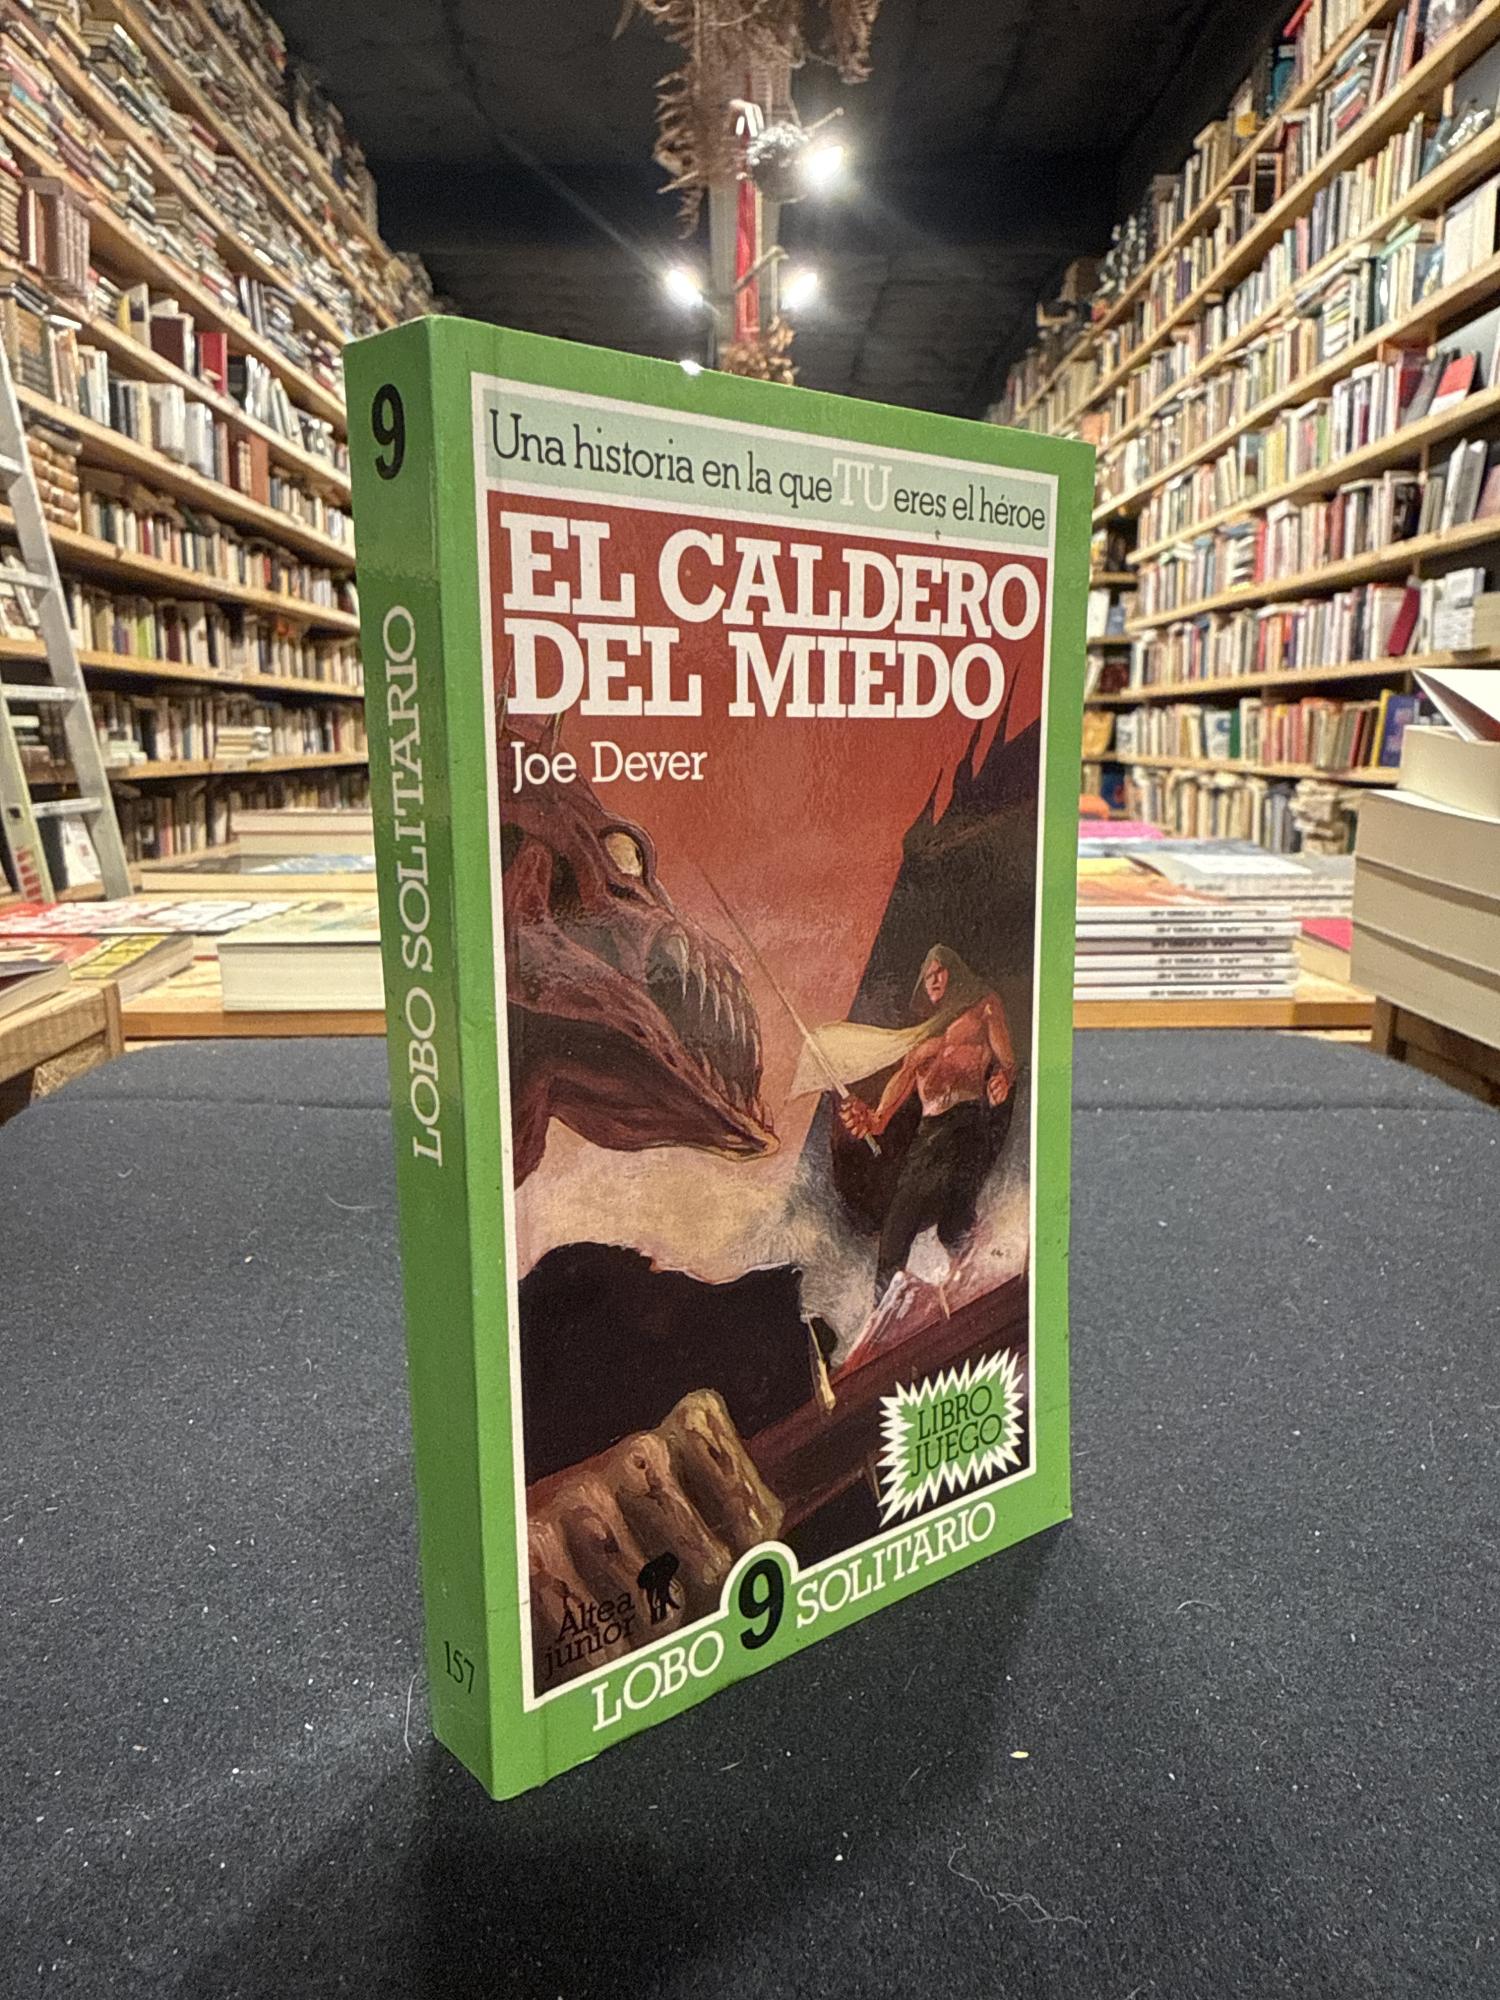 9
LOBO SOLITARIO
157
Una historia en la que TU eres el héroe
EL CALDERO
DEL MIEDO
Joe Dever
LIBRO
JUEGO
Altea
junior
LOBO 9 SOLITARIO